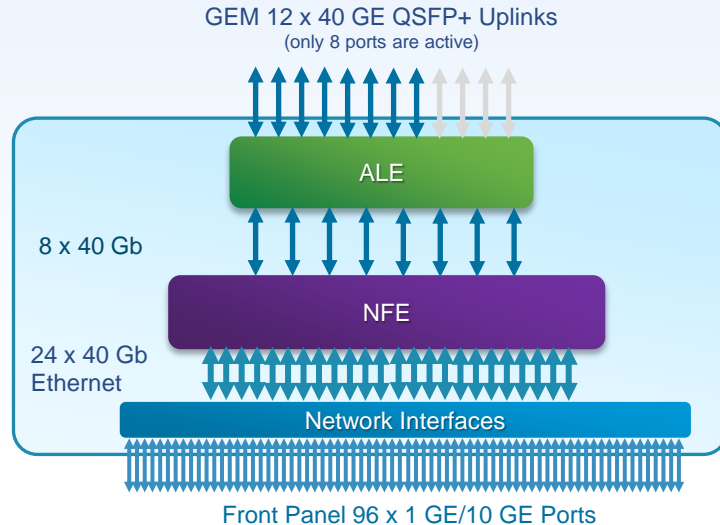 GEM 12 x 40 GE QSFP+ Uplinks
(only 8 ports are active)
ALE
8 x 40 Gb
NFE
24 x 40 Gb
Ethernet
Network Interfaces
Front Panel 96 x 1 GE/10 GE Ports